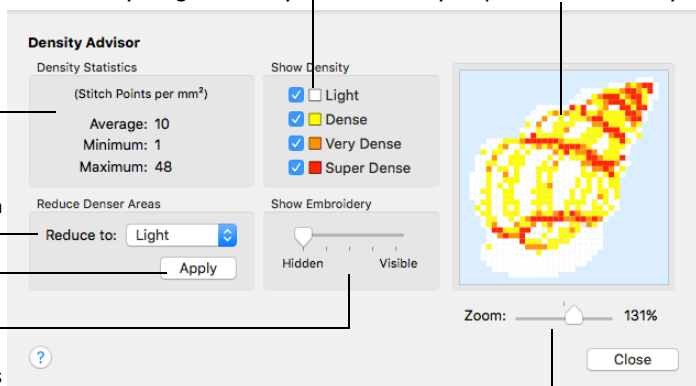 Density Advisor
Density Statistics
(Stitch Points per mm²)
Average: 10
Minimum: 1
Maximum: 48
Show Density
Light
Dense
Very Dense
Super Dense
Reduce Denser Areas
Reduce to: Light
Apply
Show Embroidery
Hidden Visible
Zoom: 131%
? Close